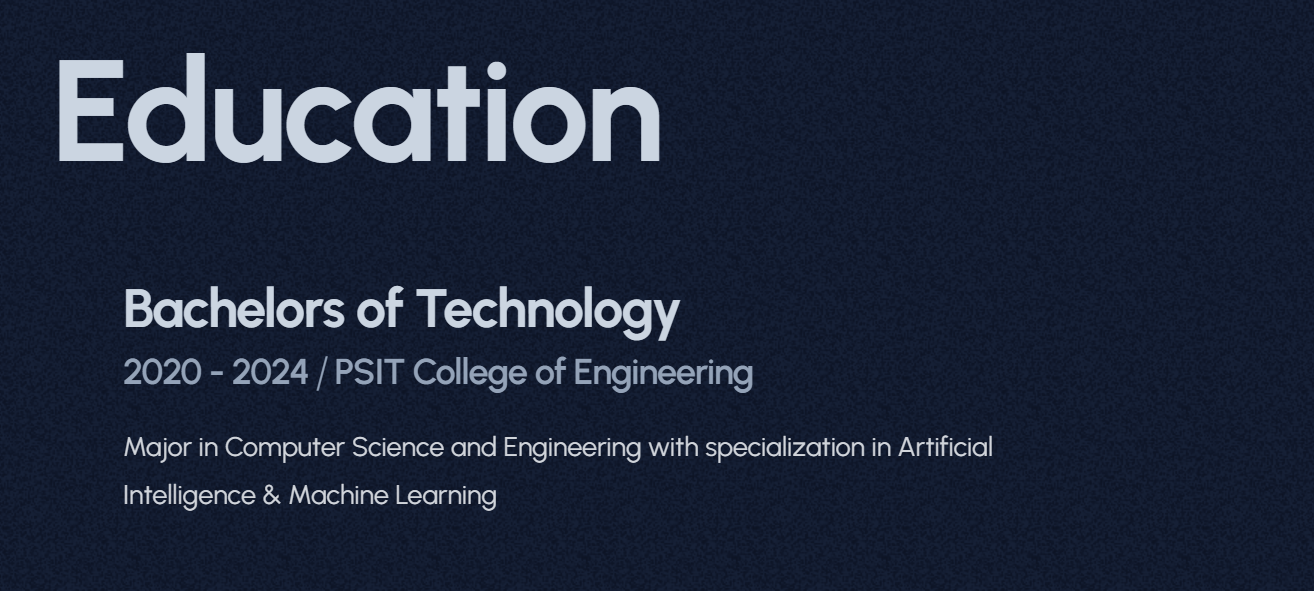 Education
Bachelors of Technology
2020 - 2024 / PSIT College of Engineering
Major in Computer Science and Engineering with specialization in Artificial
Intelligence & Machine Learning